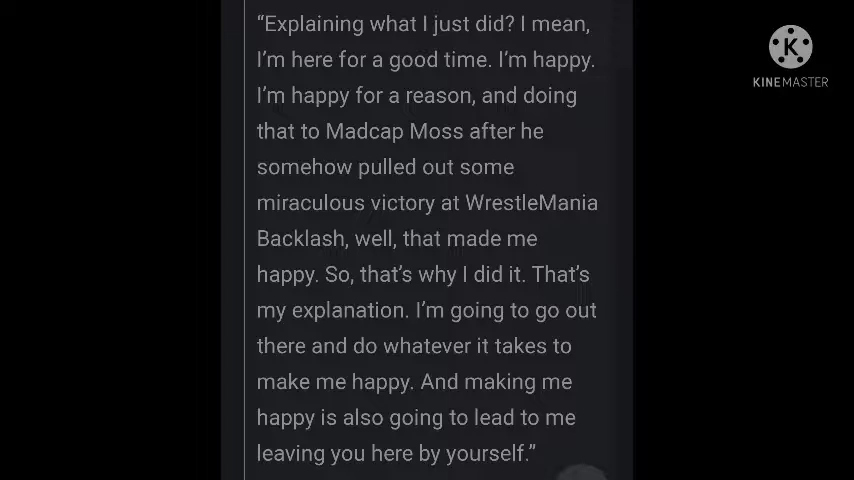 “Explaining what I just did? I mean,
I’m here for a good time. I’m happy.
I’m happy for a reason, and doing
that to Madcap Moss after he
somehow pulled out some
miraculous victory at WrestleMania
Backlash, well, that made me
happy. So, that’s why I did it. That’s
my explanation. I’m going to go out
there and do whatever it takes to
make me happy. And making me
happy is also going to lead to me
leaving you here by yourself.”
K
KINEMASTER